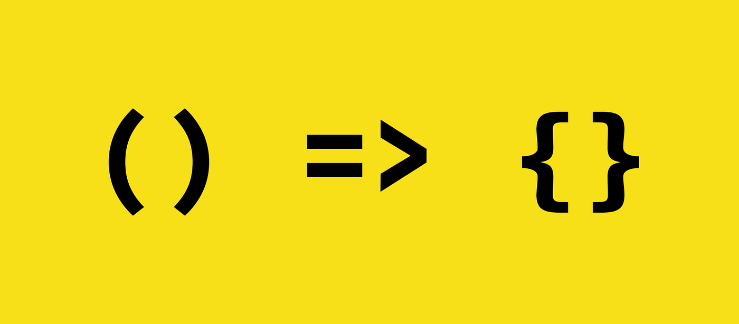 () => {}